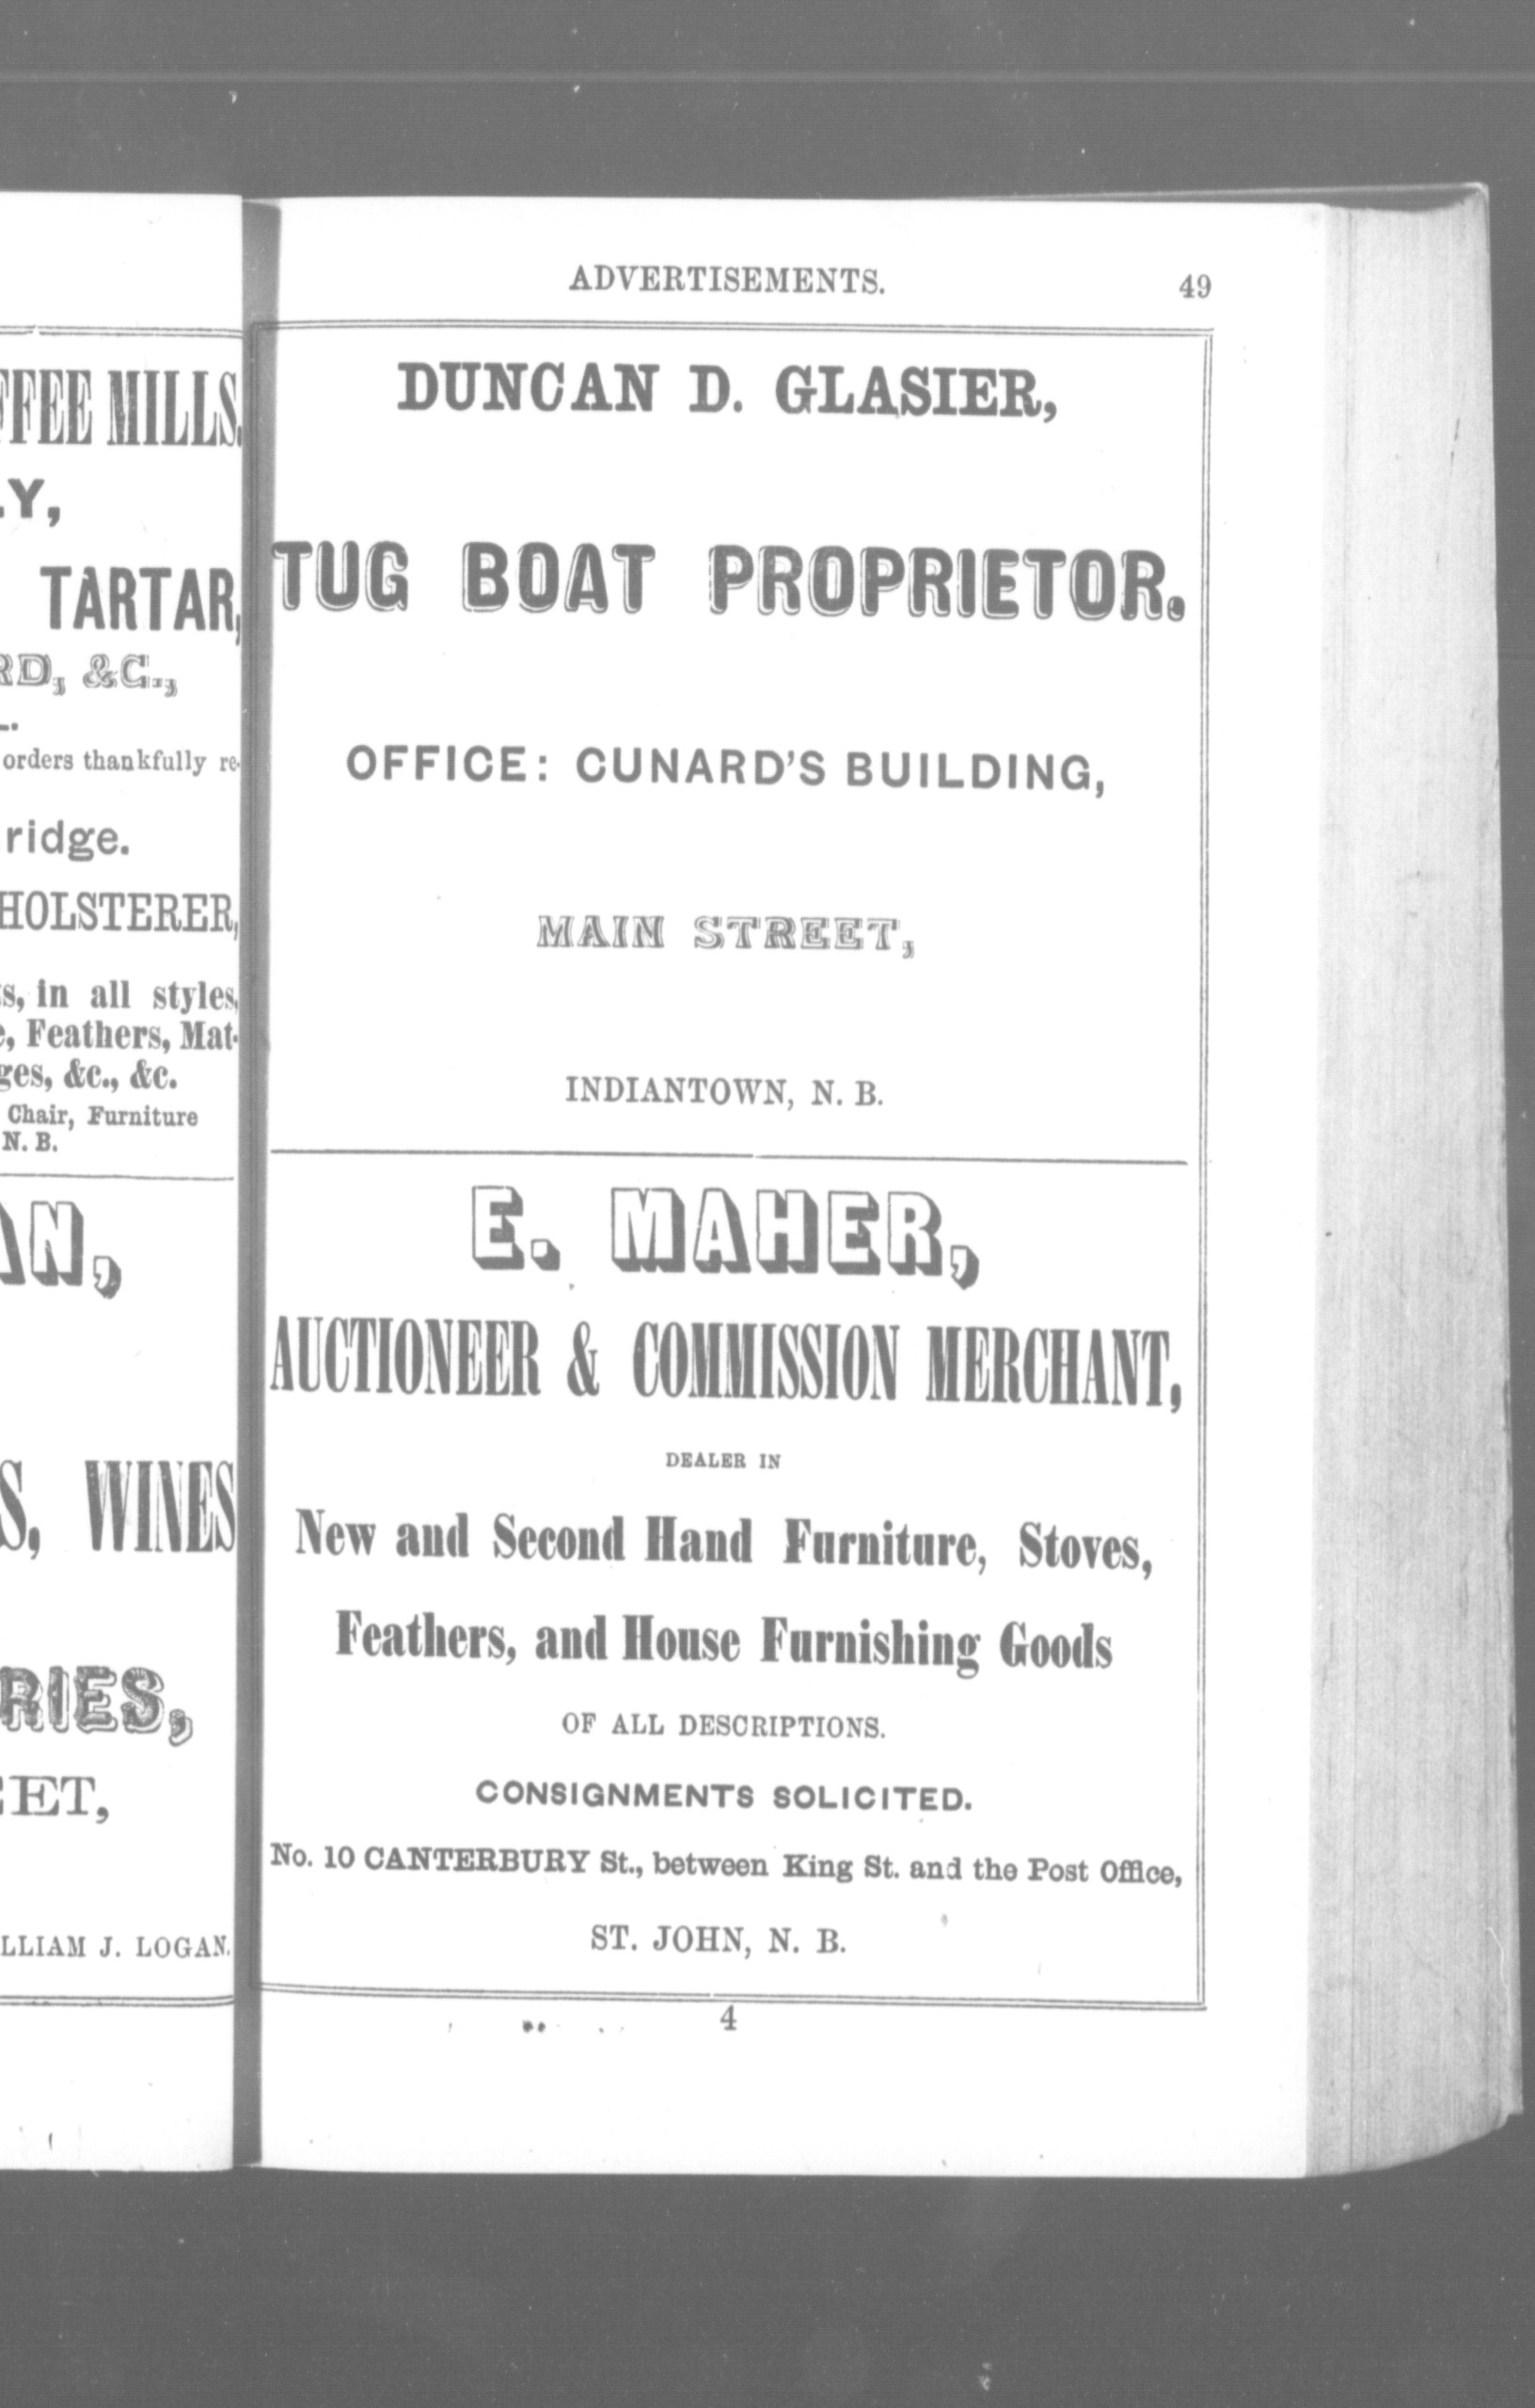 FFEE MILLS.
LY,
TARTAR,
RD, &C.,
L.
orders thankfully re-
ridge.
HOLSTERER,
s, in all styles,
e, Feathers, Mat-
ges, &c., &c.
Chair, Furniture
N. B.
AN,
S, WINES
RIES,
EET,
LLIAM J. LOGAN.
ADVERTISEMENTS. 49
DUNCAN D. GLASIER,
TUG BOAT PROPRIETOR.
OFFICE: CUNARD'S BUILDING,
MAIN STREET,
INDIANTOWN, N. B.
E. MAHER,
AUCTIONEER & COMMISSION MERCHANT,
DEALER IN
New and Second Hand Furniture, Stoves,
Feathers, and House Furnishing Goods
OF ALL DESCRIPTIONS.
CONSIGNMENTS SOLICITED.
No. 10 CANTERBURY St., between King St. and the Post Office,
ST. JOHN, N. B.
4